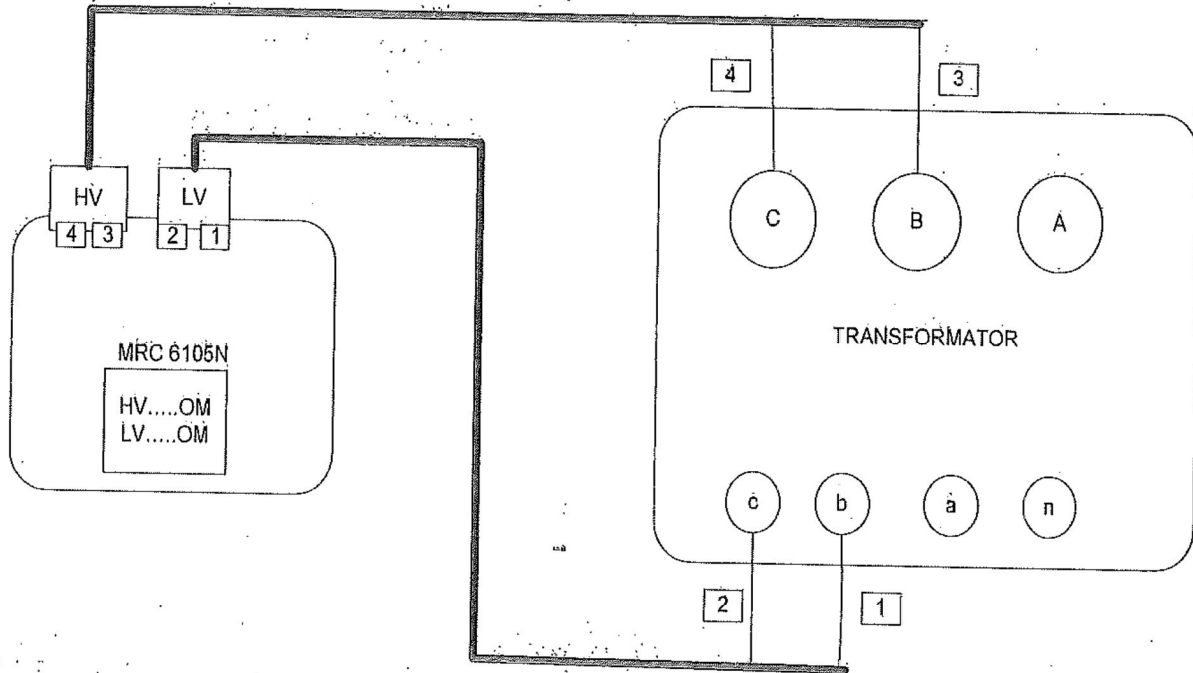 4
3
HV
LV
4 3
2 1
C
B
A
TRANSFORMATOR
MRC 6105N
HV.....OM
LV.....OM
c
b
a
n
2
1